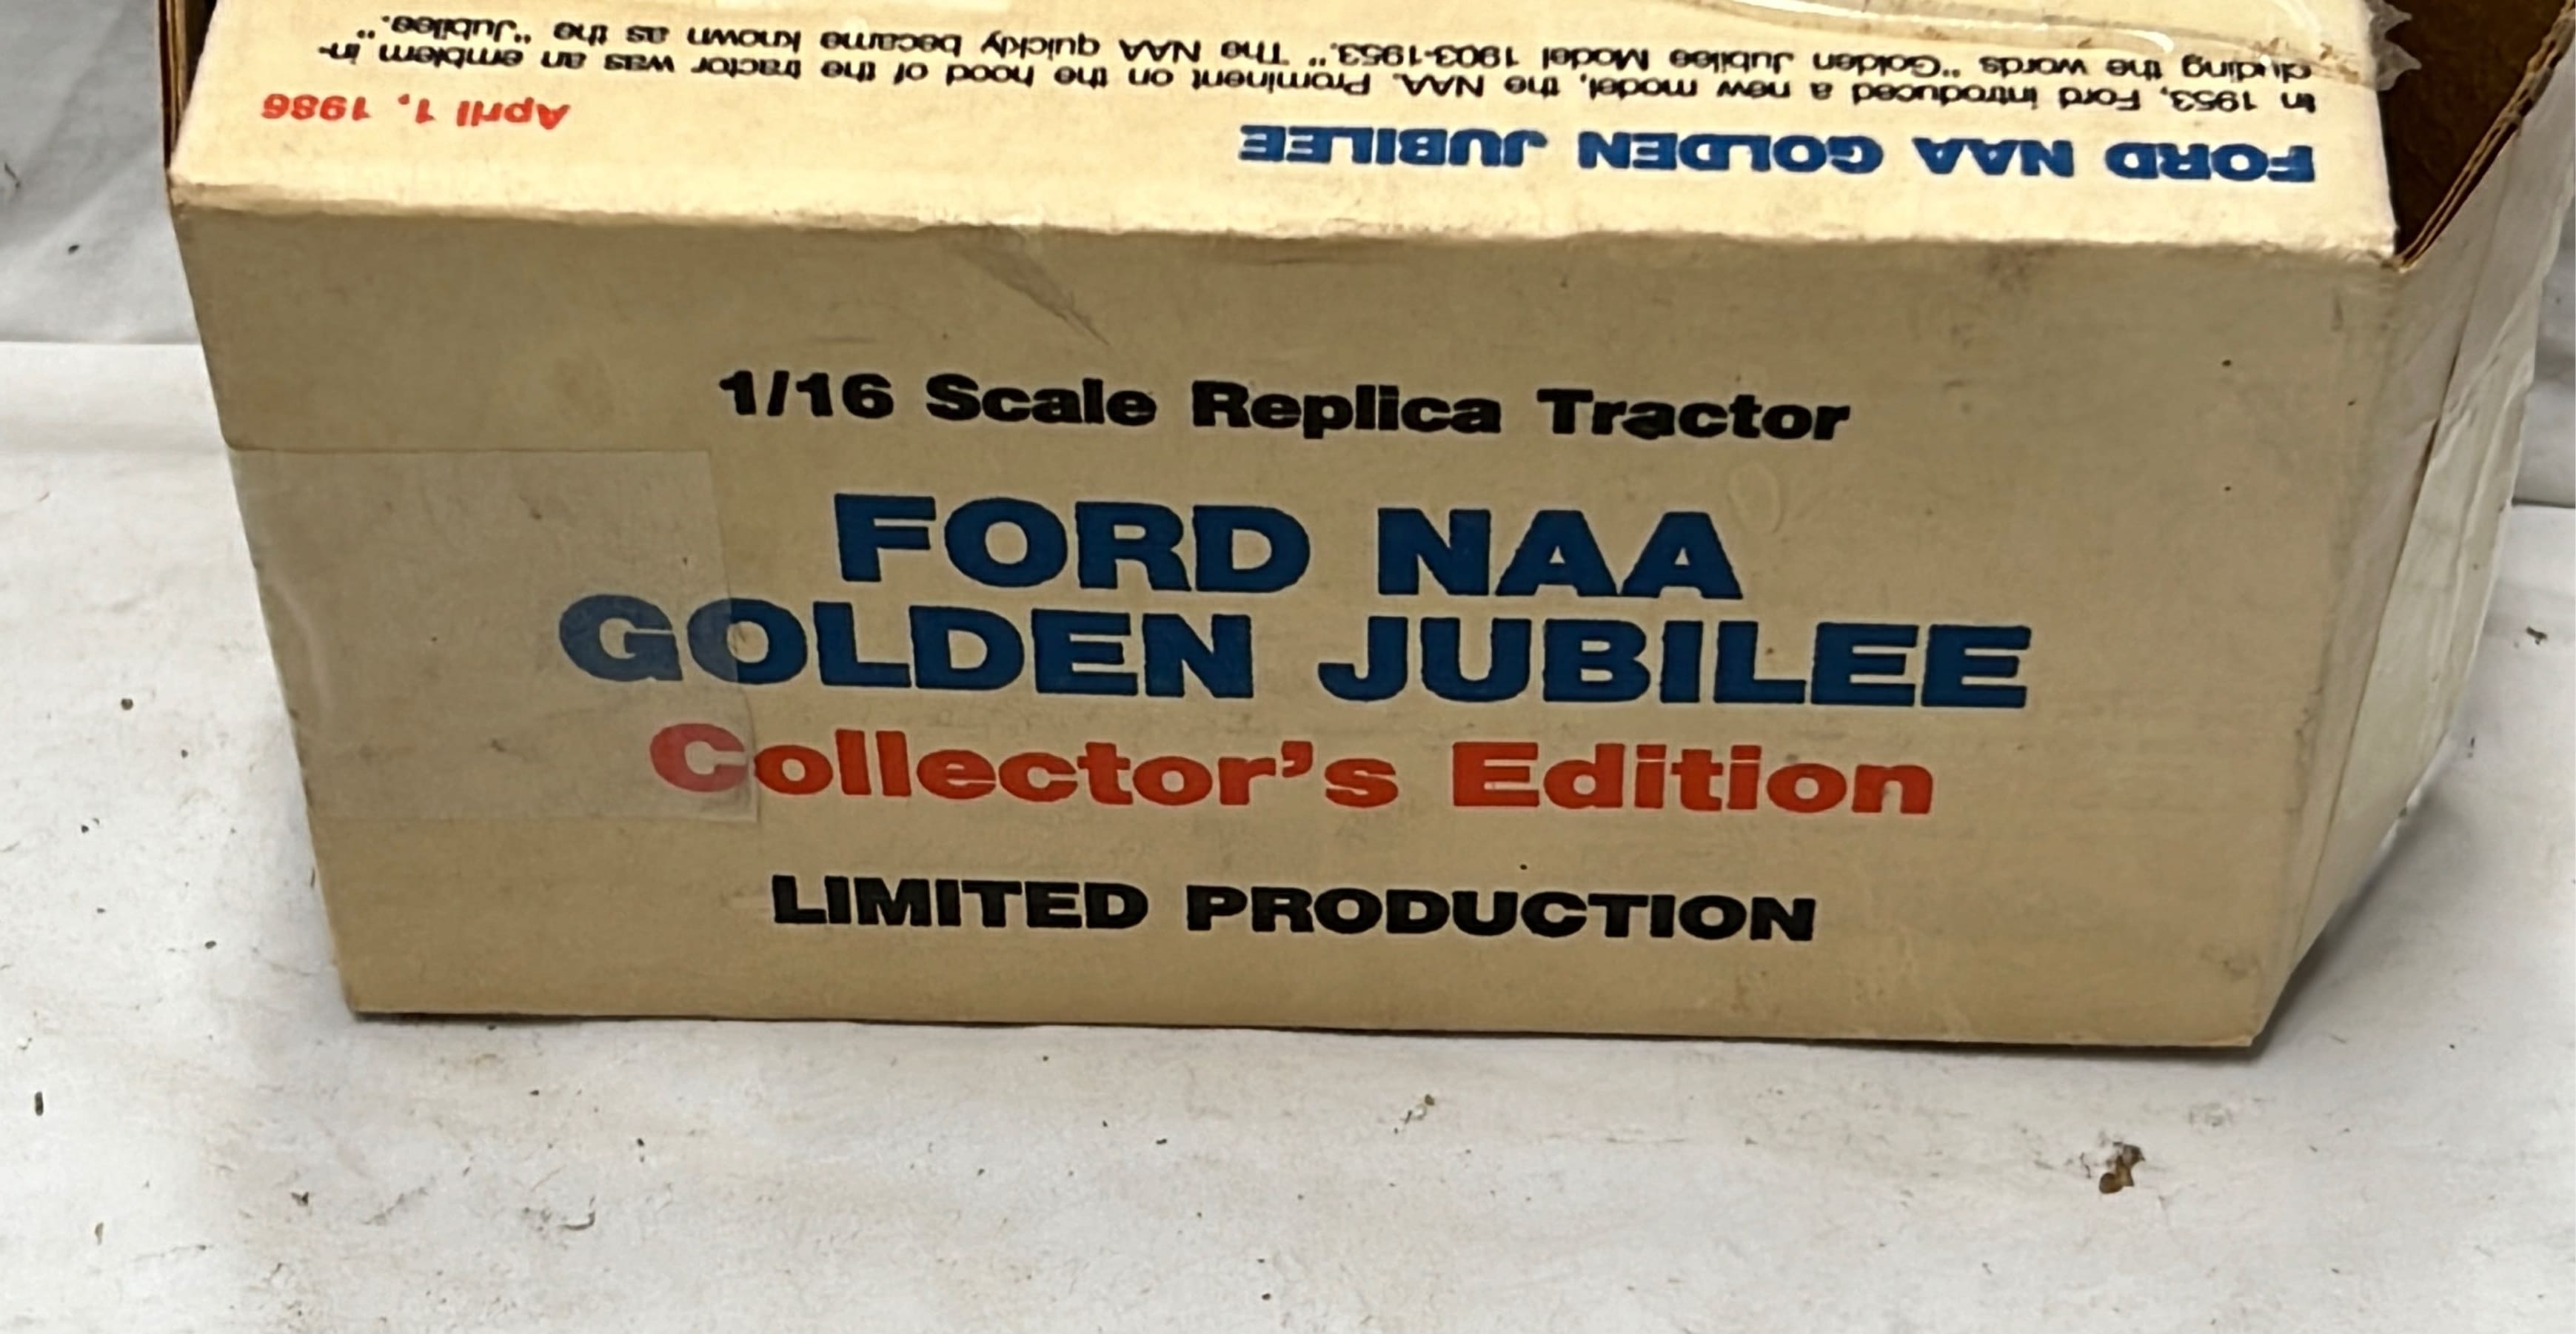 FORD NAA GOLDEN JUBILEE
April 1, 1986
In 1953, Ford introduced a new model, the NAA. Prominent on the hood of the tractor was an emblem in-
cluding the words "Golden Jubilee Model 1903-1953." The NAA quickly became known as the "Jubilee."
1/16 Scale Replica Tractor
FORD NAA
GOLDEN JUBILEE
Collector's Edition
LIMITED PRODUCTION